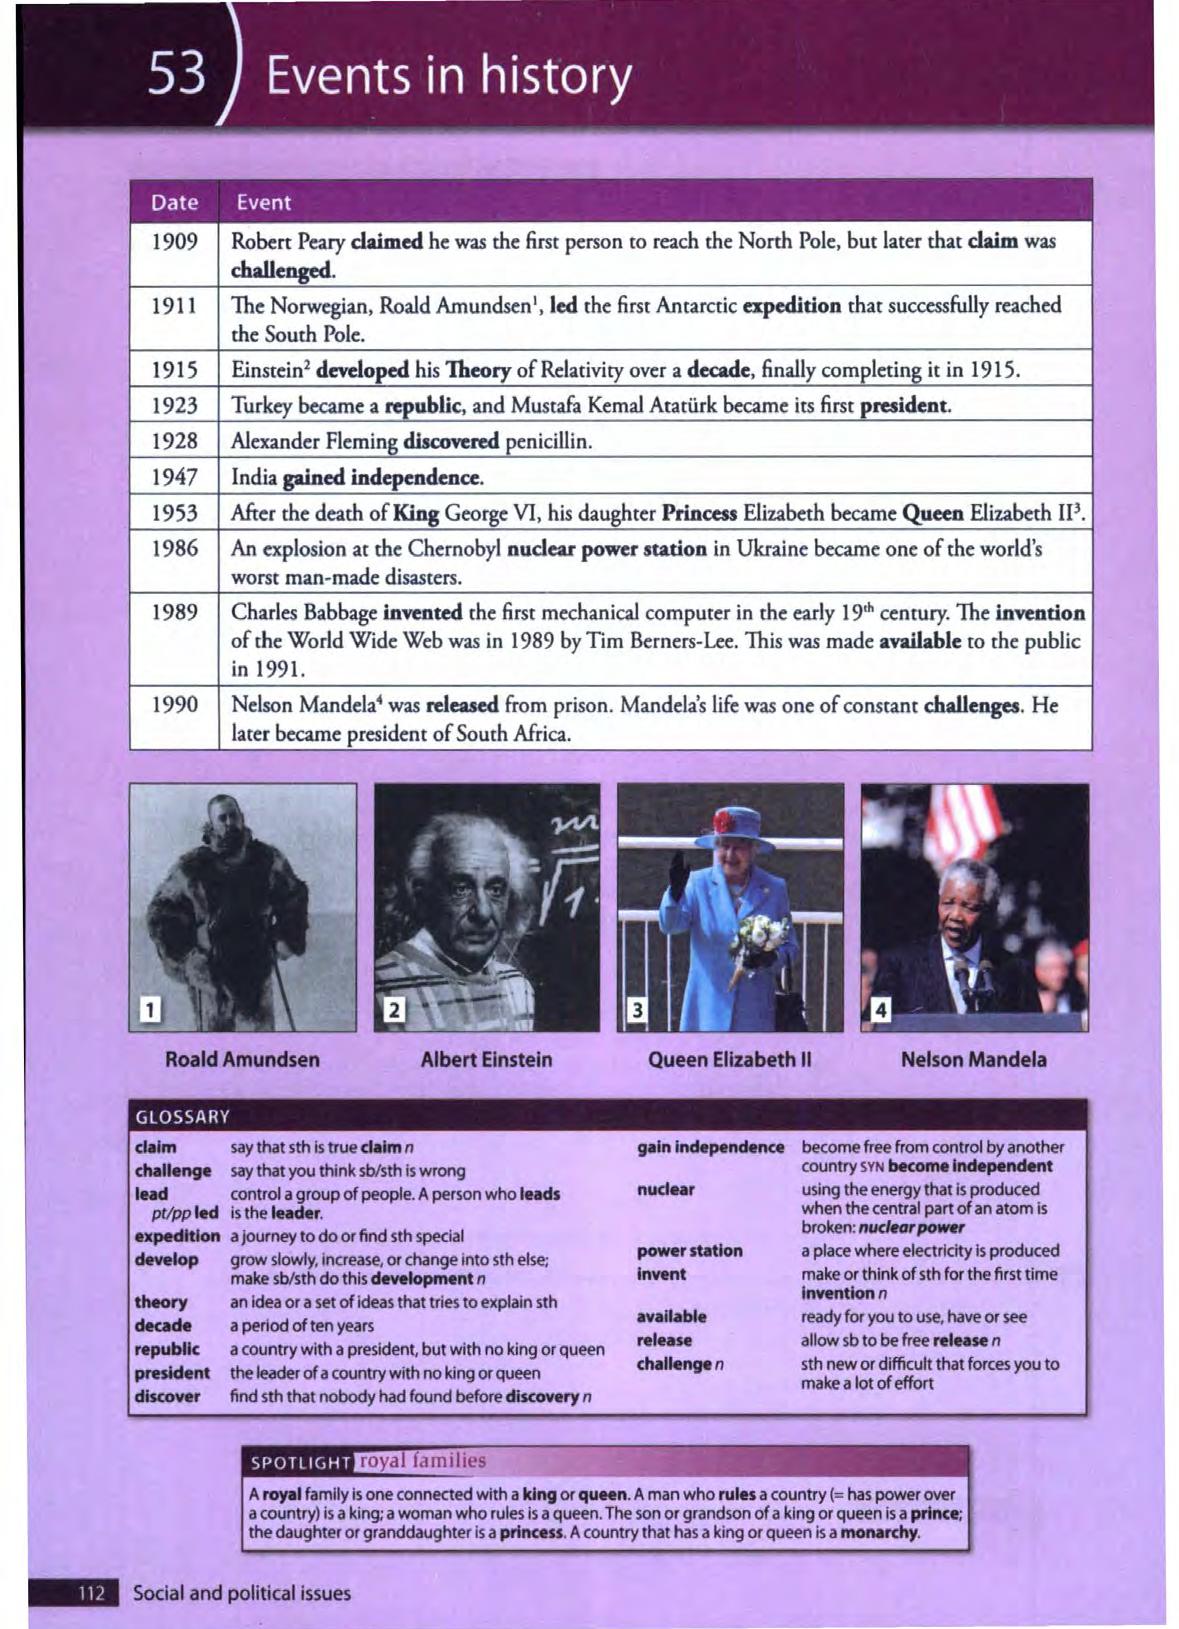 53 Events in history
Date Event
1909 Robert Peary claimed he was the first person to reach the North Pole, but later that claim was
challenged.
1911 The Norwegian, Roald Amundsen¹, led the first Antarctic expedition that successfully reached
the South Pole.
1915 Einstein² developed his Theory of Relativity over a decade, finally completing it in 1915.
1923 Turkey became a republic, and Mustafa Kemal Atatürk became its first president.
1928 Alexander Fleming discovered penicillin.
1947 India gained independence.
1953 After the death of King George VI, his daughter Princess Elizabeth became Queen Elizabeth II³.
1986 An explosion at the Chernobyl nuclear power station in Ukraine became one of the world's
worst man-made disasters.
1989 Charles Babbage invented the first mechanical computer in the early 19th century. The invention
of the World Wide Web was in 1989 by Tim Berners-Lee. This was made available to the public
in 1991.
1990 Nelson Mandela⁴ was released from prison. Mandela's life was one of constant challenges. He
later became president of South Africa.
1 2 3 4
Roald Amundsen Albert Einstein Queen Elizabeth II Nelson Mandela
GLOSSARY
claim say that sth is true claim n
challenge say that you think sb/sth is wrong
lead control a group of people. A person who leads
pt/pp led is the leader.
expedition a journey to do or find sth special
develop grow slowly, increase, or change into sth else;
make sb/sth do this development n
theory an idea or a set of ideas that tries to explain sth
decade a period of ten years
republic a country with a president, but with no king or queen
president the leader of a country with no king or queen
discover find sth that nobody had found before discovery n
gain independence become free from control by another
country SYN become independent
nuclear using the energy that is produced
when the central part of an atom is
broken: nuclear power
power station a place where electricity is produced
invent make or think of sth for the first time
invention n
available ready for you to use, have or see
release allow sb to be free release n
challenge n sth new or difficult that forces you to
make a lot of effort
SPOTLIGHT royal families
A royal family is one connected with a king or queen. A man who rules a country (= has power over
a country) is a king; a woman who rules is a queen. The son or grandson of a king or queen is a prince;
the daughter or granddaughter is a princess. A country that has a king or queen is a monarchy.
112 Social and political issues